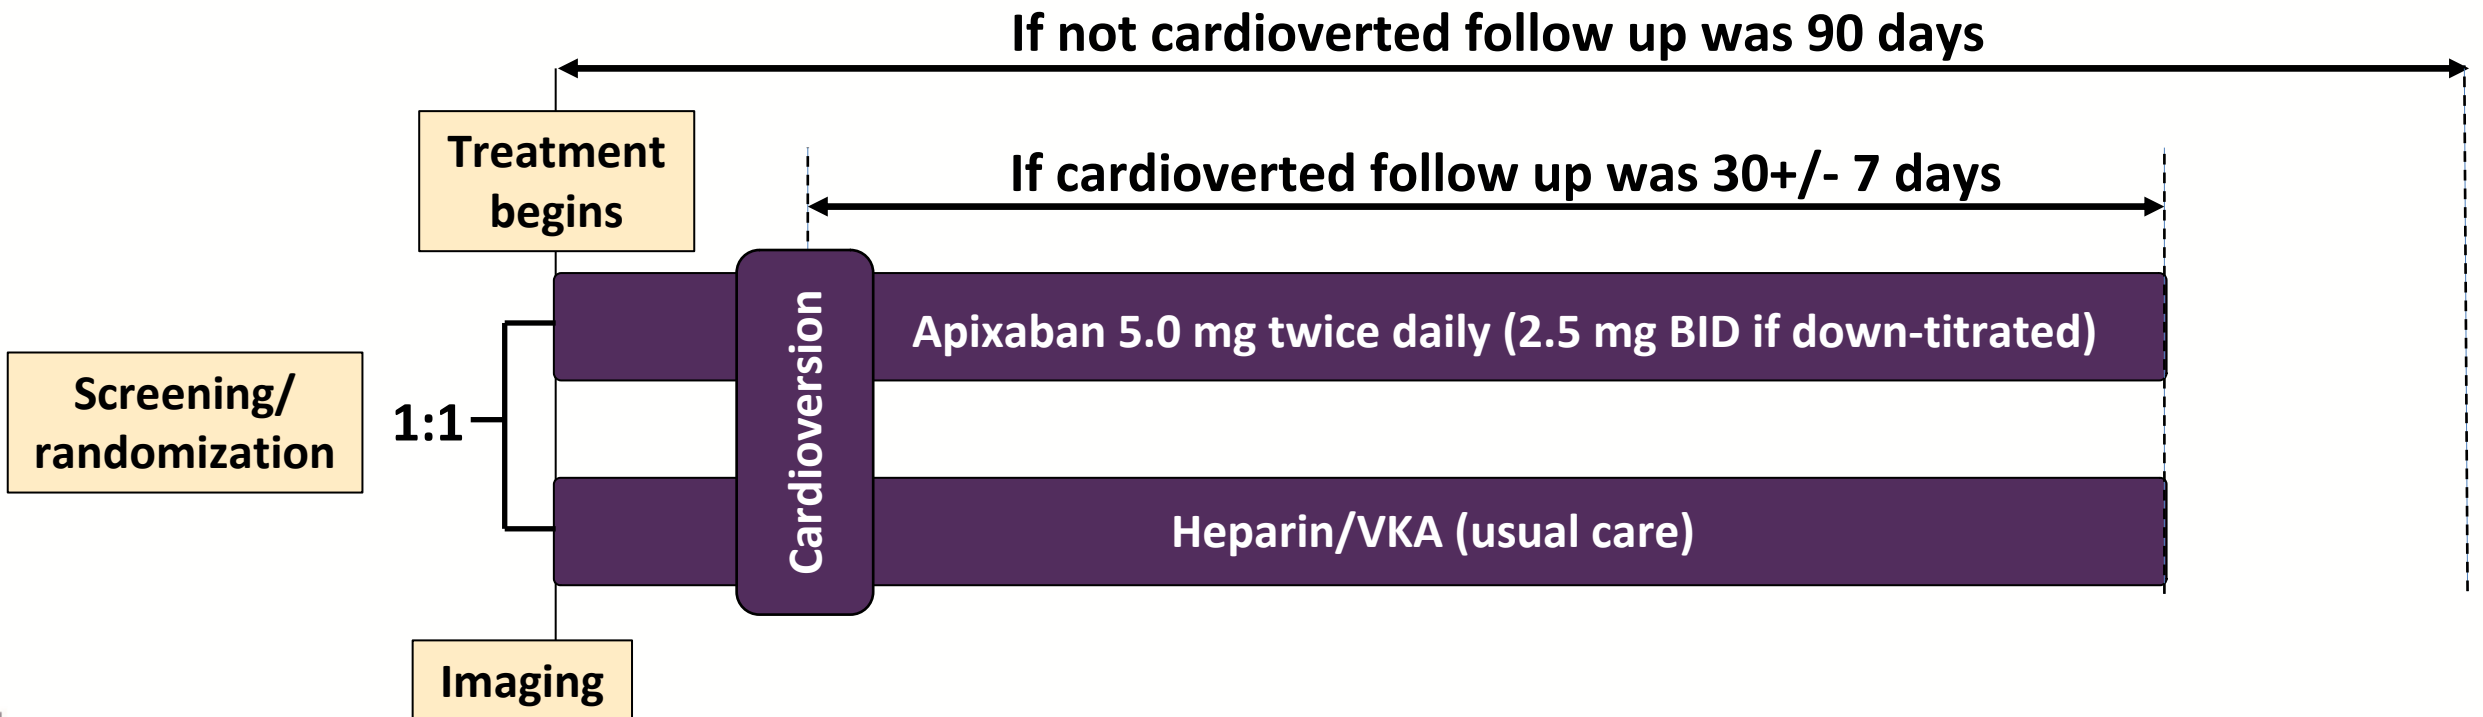 If not cardioverted follow up was 90 days
Treatment
begins
If cardioverted follow up was 30+/- 7 days
Cardioversion
Apixaban 5.0 mg twice daily (2.5 mg BID if down-titrated)
Screening/
randomization
1:1
Heparin/VKA (usual care)
Imaging